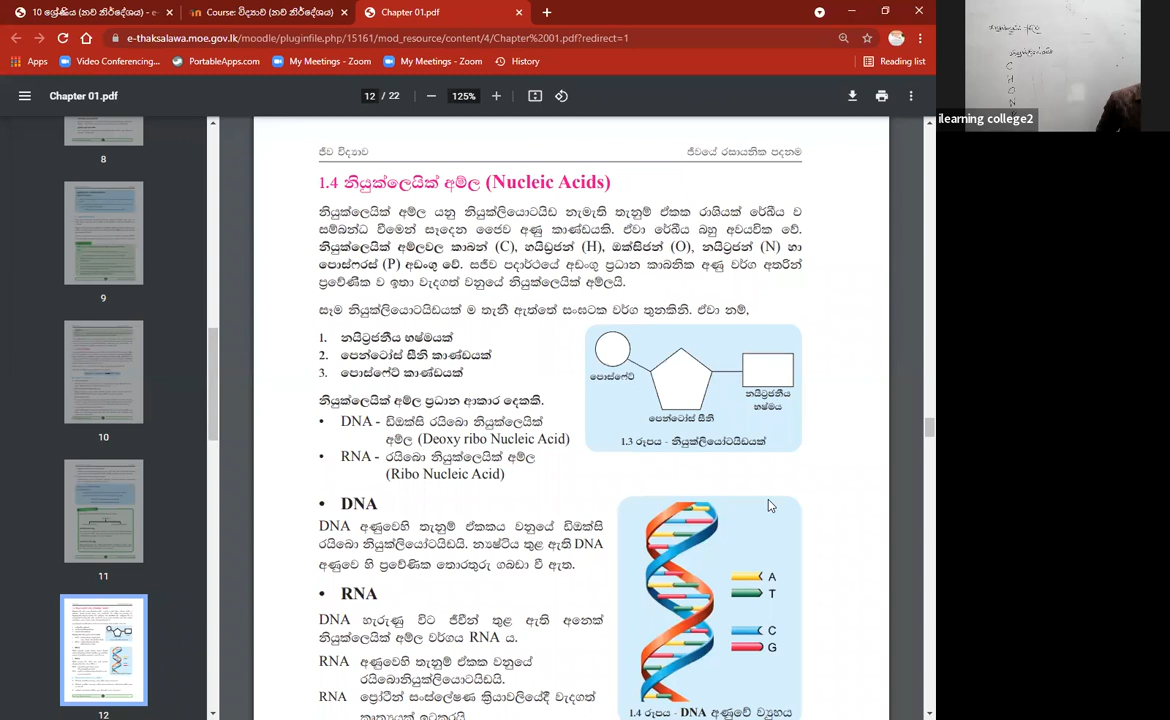 10 ශ්‍රේණිය (නව නිර්දේශය) - e-
Course: විද්‍යාව (නව නිර්දේශය)
Chapter 01.pdf
e-thaksalawa.moe.gov.lk/moodle/pluginfile.php/15161/mod_resource/content/4/Chapter%2001.pdf?redirect=1
Apps
Video Conferencing...
PortableApps.com
My Meetings - Zoom
My Meetings - Zoom
History
Reading list
Chapter 01.pdf
12 / 22
125%
8
9
10
11
12
ජීව විද්‍යාව
ජීවයේ රසායනික පදනම
1.4 නියුක්ලෙයික් අම්ල (Nucleic Acids)
නියුක්ලෙයික් අම්ල යනු නියුක්ලියොටයිඩ නැමැති තැනුම් ඒකක රාශියක් රේඛීය ව
සම්බන්ධ වීමෙන් සෑදෙන ජෛව අණු කාණ්ඩයකි. ඒවා රේඛීය බහු අවයවික වේ.
නියුක්ලෙයික් අම්ලවල කාබන් (C), හයිඩ්‍රජන් (H), ඔක්සිජන් (O), නයිට්‍රජන් (N) හා
පොස්ෆරස් (P) අඩංගු වේ. සජීව පදාර්ථයේ අඩංගු ප්‍රධාන කාබනික අණු වර්ග අතරින්
ප්‍රවේණික ව ඉතා වැදගත් වනුයේ නියුක්ලෙයික් අම්ලයි.
සෑම නියුක්ලියොටයිඩයක් ම තැනී ඇත්තේ සංඝටක වර්ග තුනකිනි. ඒවා නම්,
1. නයිට්‍රජනීය භෂ්මයක්
2. පෙන්ටෝස් සීනි කාණ්ඩයක්
3. පොස්ෆේට් කාණ්ඩයක්
පොස්ෆේට්
නයිට්‍රජනීය
භෂ්මය
පෙන්ටෝස් සීනි
1.3 රූපය - නියුක්ලියෝටයිඩයක්
නියුක්ලෙයික් අම්ල ප්‍රධාන ආකාර දෙකකි.
• DNA - ඩිඔක්සි රයිබො නියුක්ලෙයික්
අම්ල (Deoxy ribo Nucleic Acid)
• RNA - රයිබො නියුක්ලෙයික් අම්ල
(Ribo Nucleic Acid)
• DNA
DNA අණුවෙහි තැනුම් ඒකකය වනුයේ ඩිඔක්සි
රයිබො නියුක්ලියෝටයිඩයි. න්‍යෂ්ටිය තුළ ඇති DNA
අණුවෙ හි ප්‍රවේණික තොරතුරු ගබඩා වී ඇත.
• RNA
DNA හැරුණු විට ජීවීන් තුළ ඇති අනෙක්
නියුක්ලෙයික් අම්ල වර්ගය RNA ය.
RNA අණුවෙහි තැනුම් ඒකක වනුයේ
රයිබොනියුක්ලියෝටයිඩයි.
RNA ප්‍රෝටීන් සංස්ලේෂණ ක්‍රියාවලියේදී වැදගත්
කෘත්‍යයක් ඉටුකරයි
A
T
C
G
1.4 රූපය - DNA අණුවේ ව්‍යුහය
C
H
O
N
ilearning college2